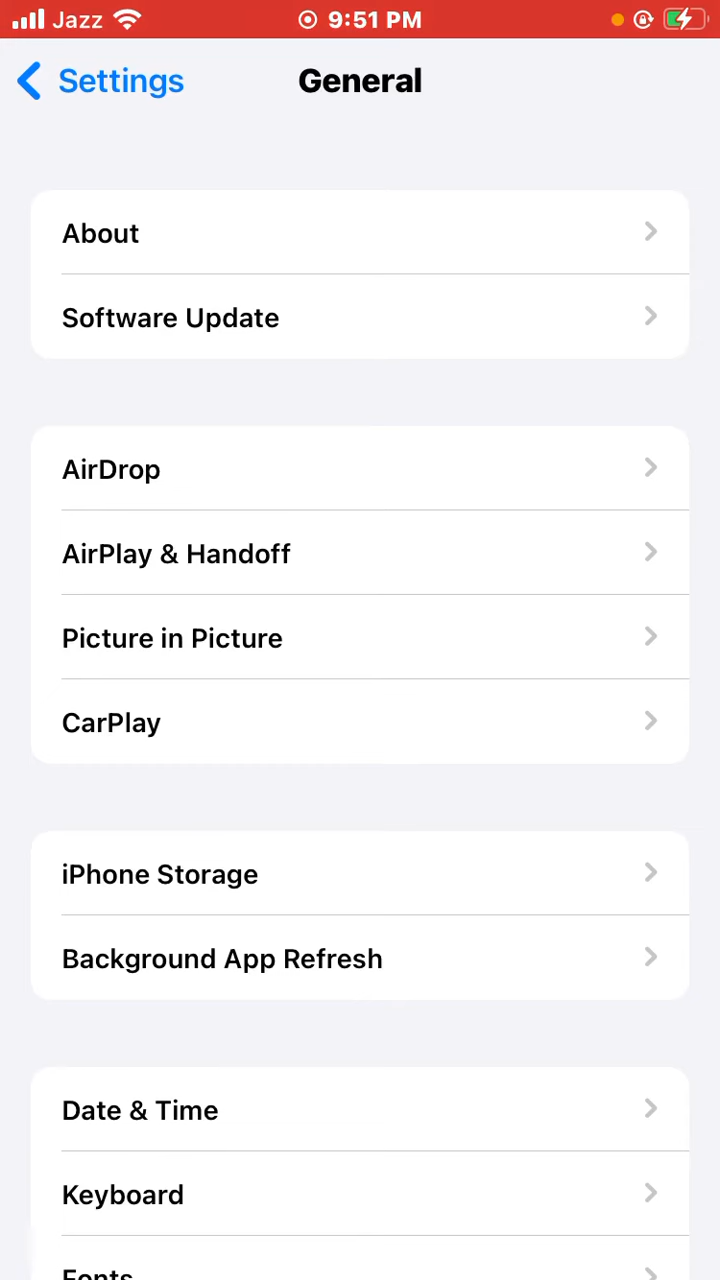 Jazz 9:51 PM
Settings General
About
Software Update
AirDrop
AirPlay & Handoff
Picture in Picture
CarPlay
iPhone Storage
Background App Refresh
Date & Time
Keyboard
Fonts